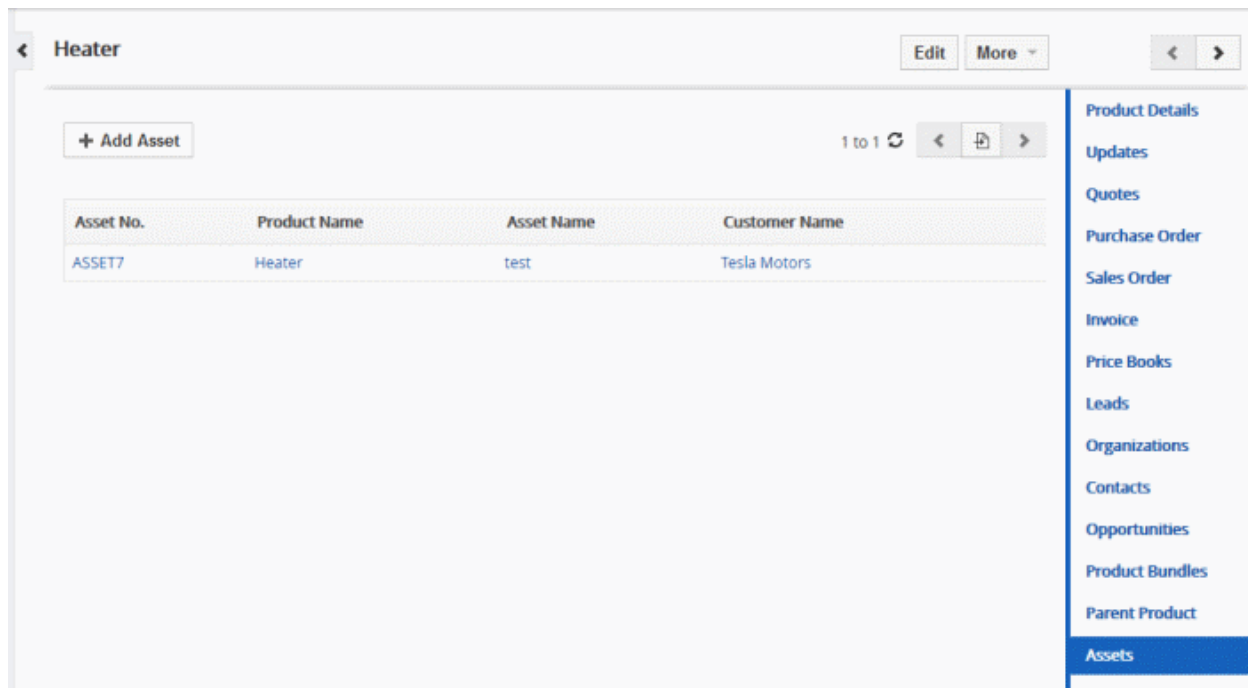 Heater
Edit
More
+ Add Asset
1 to 1
Asset No. Product Name Asset Name Customer Name
ASSET7 Heater test Tesla Motors
Product Details
Updates
Quotes
Purchase Order
Sales Order
Invoice
Price Books
Leads
Organizations
Contacts
Opportunities
Product Bundles
Parent Product
Assets